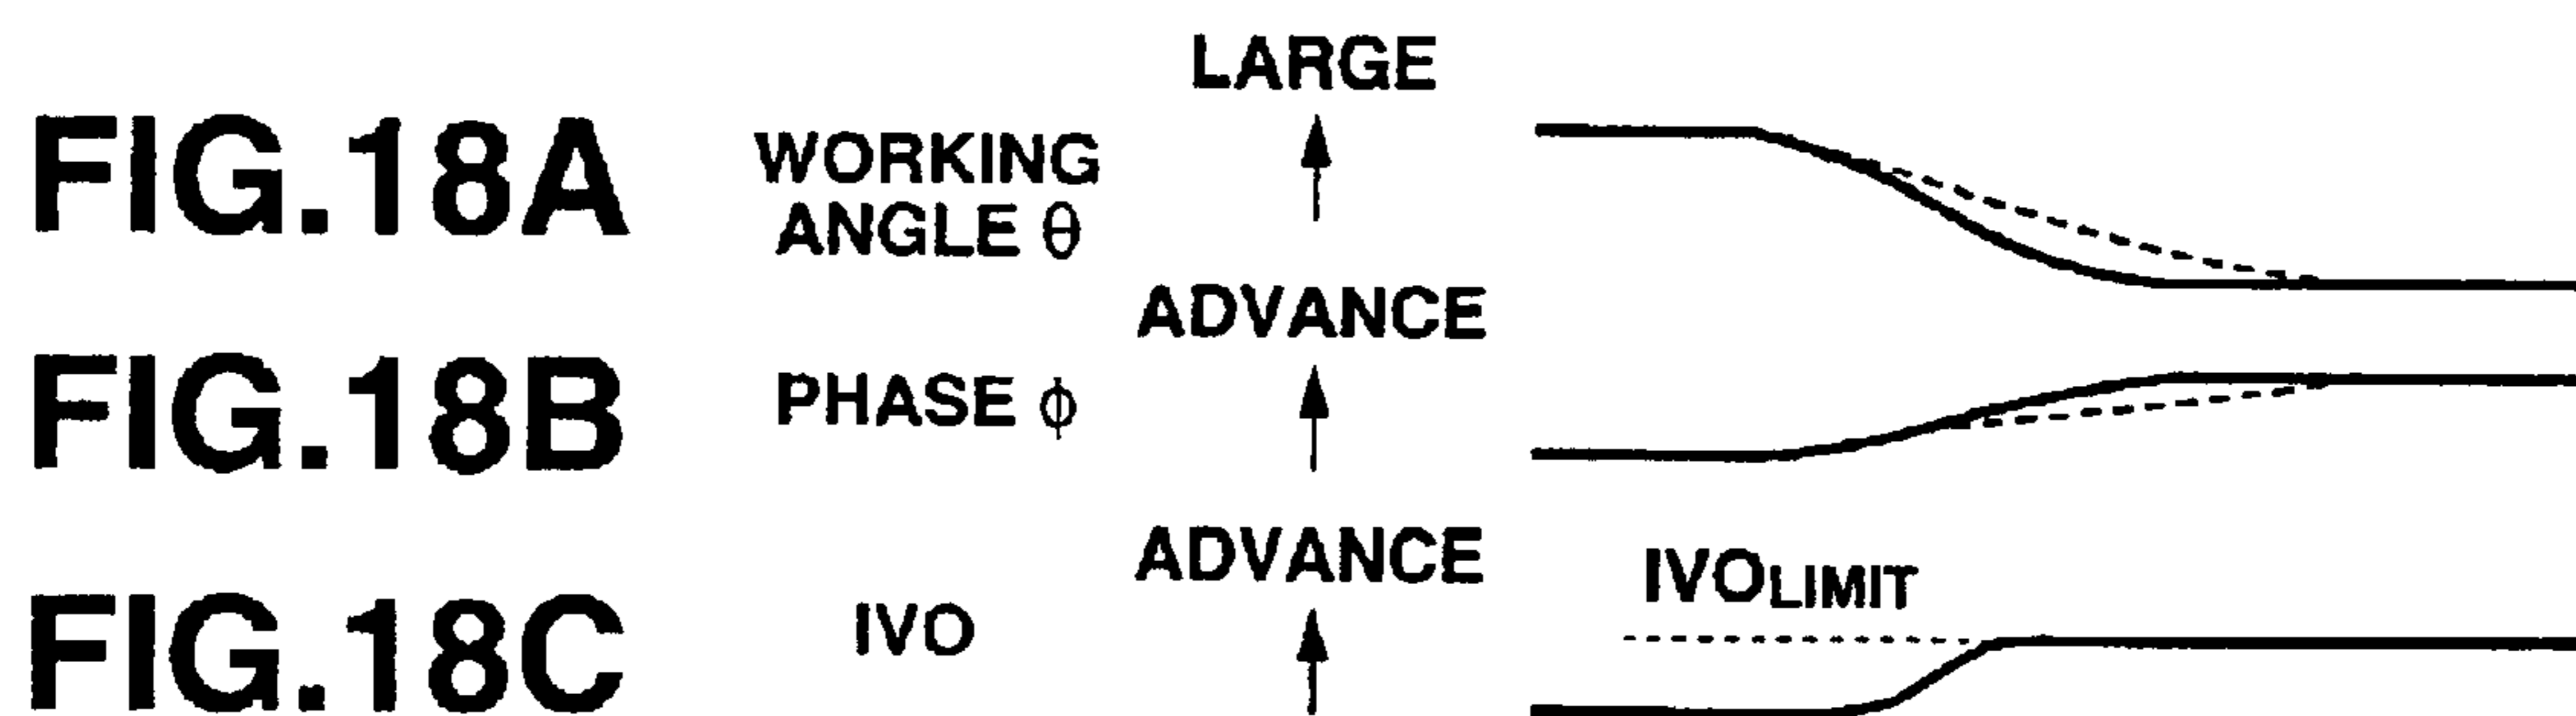 LARGE
FIG.18A
WORKING
ANGLE θ
ADVANCE
FIG.18B
PHASE ϕ
ADVANCE
FIG.18C
IVO
IVOLIMIT